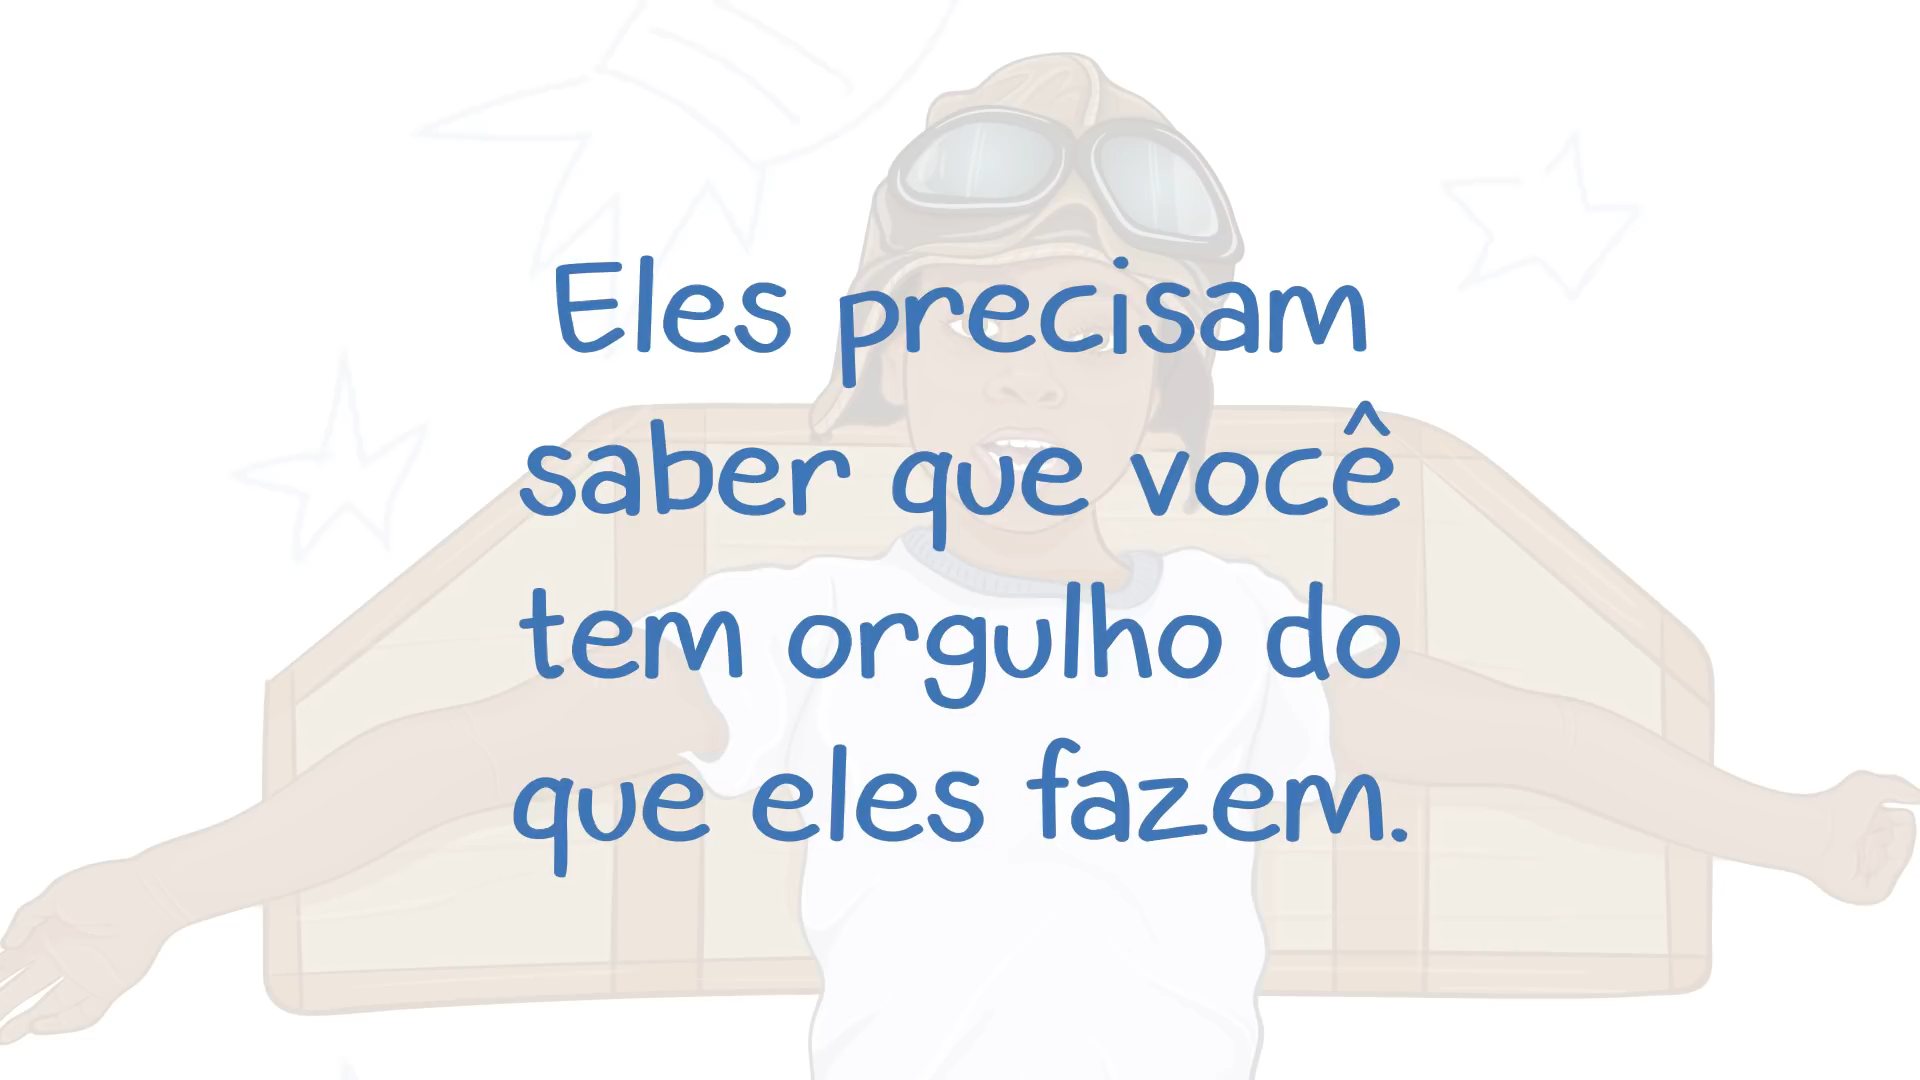 Eles precisam
saber que você
tem orgulho do
que eles fazem.